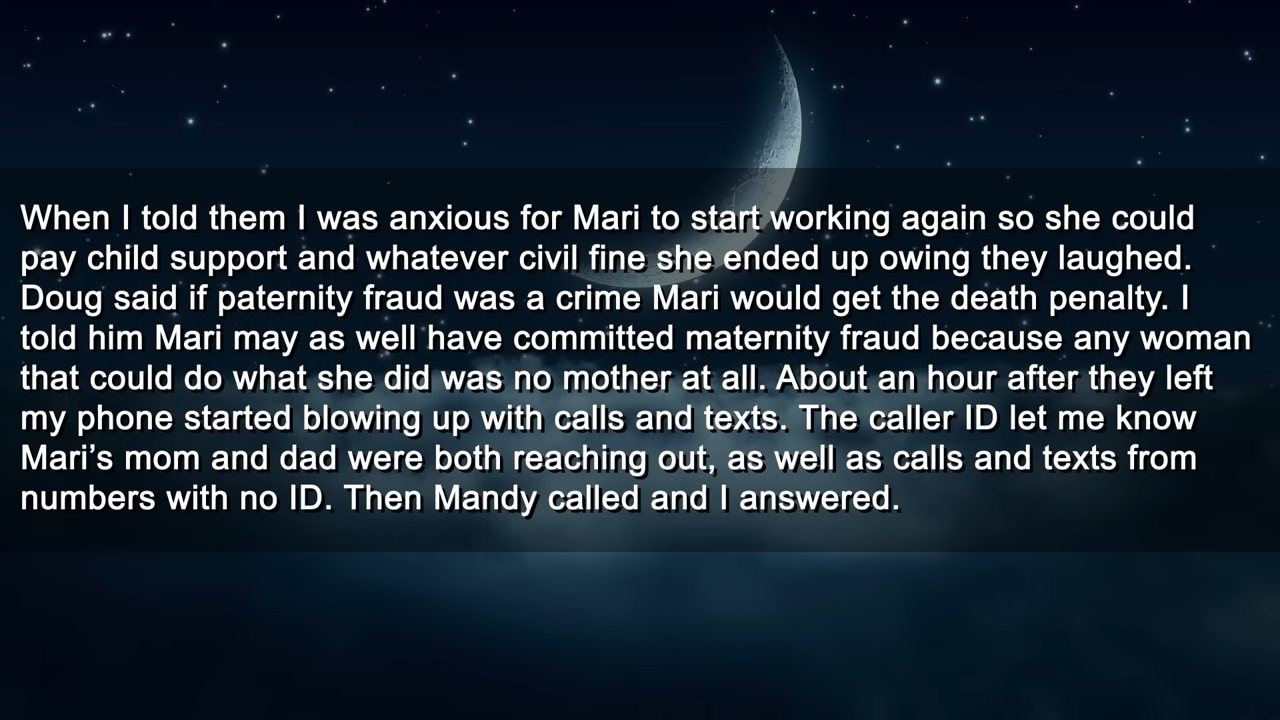 When I told them I was anxious for Mari to start working again so she could
pay child support and whatever civil fine she ended up owing they laughed.
Doug said if paternity fraud was a crime Mari would get the death penalty. I
told him Mari may as well have committed maternity fraud because any woman
that could do what she did was no mother at all. About an hour after they left
my phone started blowing up with calls and texts. The caller ID let me know
Mari’s mom and dad were both reaching out, as well as calls and texts from
numbers with no ID. Then Mandy called and I answered.